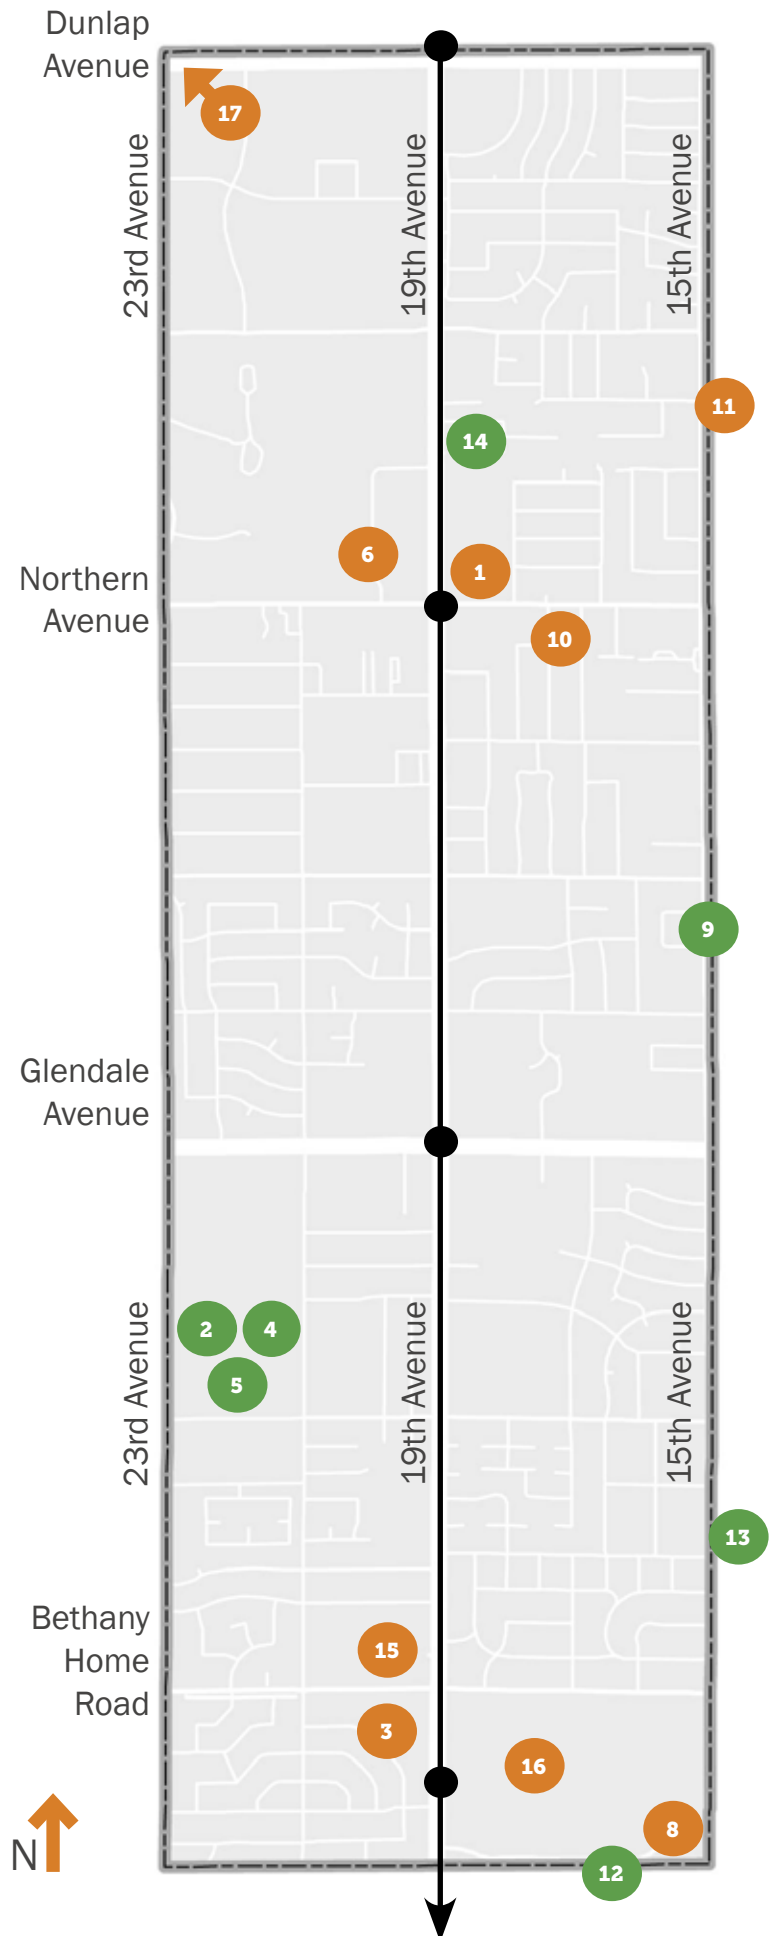 Dunlap
Avenue
17
23rd Avenue
19th Avenue
15th Avenue
11
14
6
1
Northern
Avenue
10
9
Glendale
Avenue
2
4
5
23rd Avenue
19th Avenue
15th Avenue
13
Bethany
Home
Road
15
3
16
8
N
12